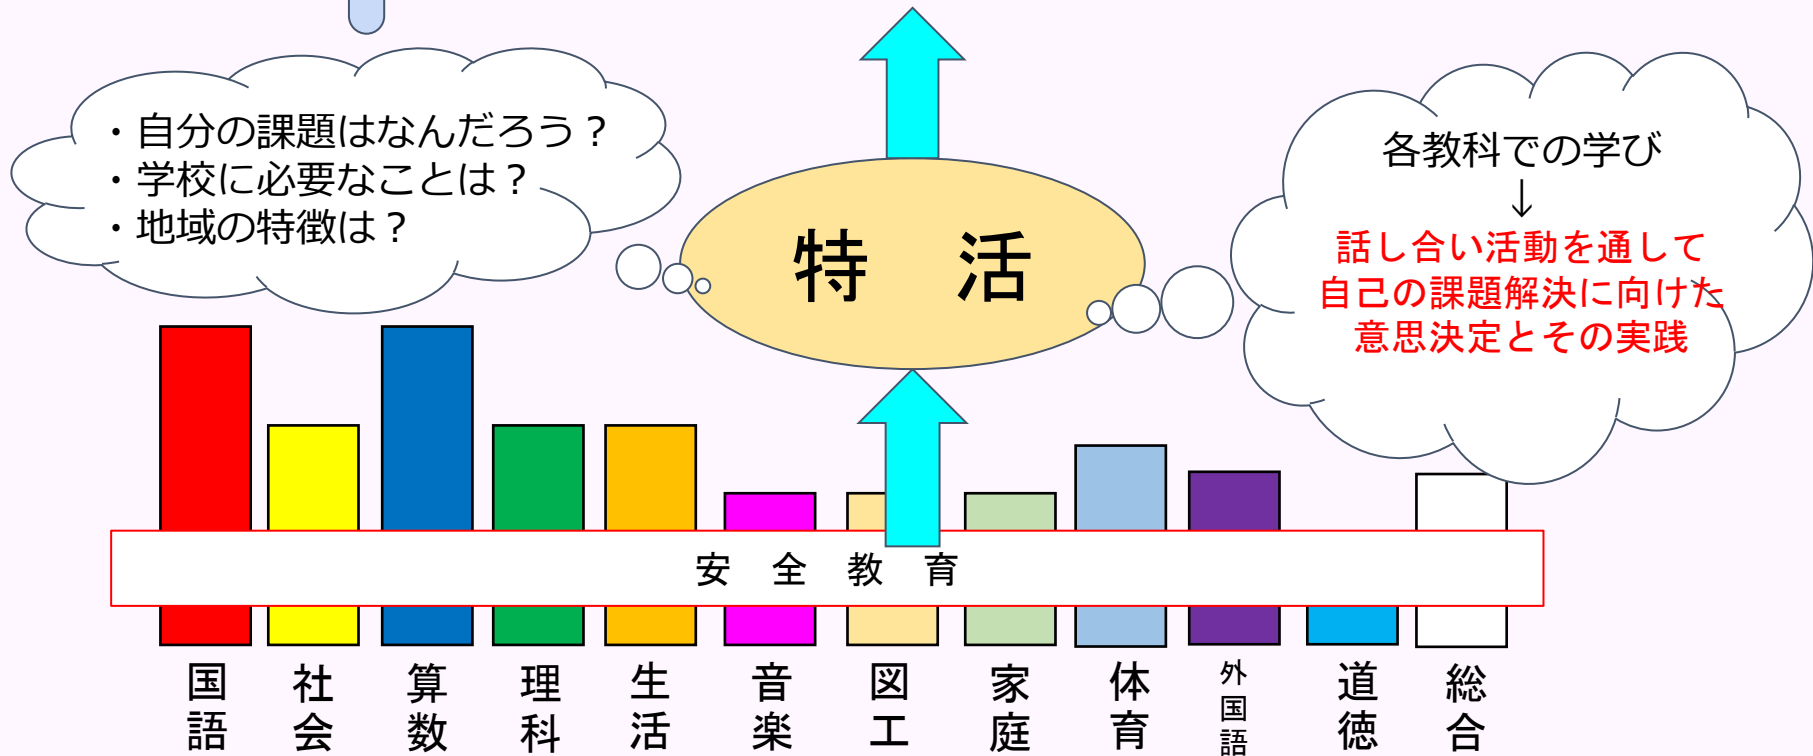 ・自分の課題はなんだろう？
・学校に必要なことは？
・地域の特徴は？
特　活
各教科での学び
↓
話し合い活動を通して
自己の課題解決に向けた
意思決定とその実践
安　全　教　育
国語
社会
算数
理科
生活
音楽
図工
家庭
体育
外国語
道徳
総合